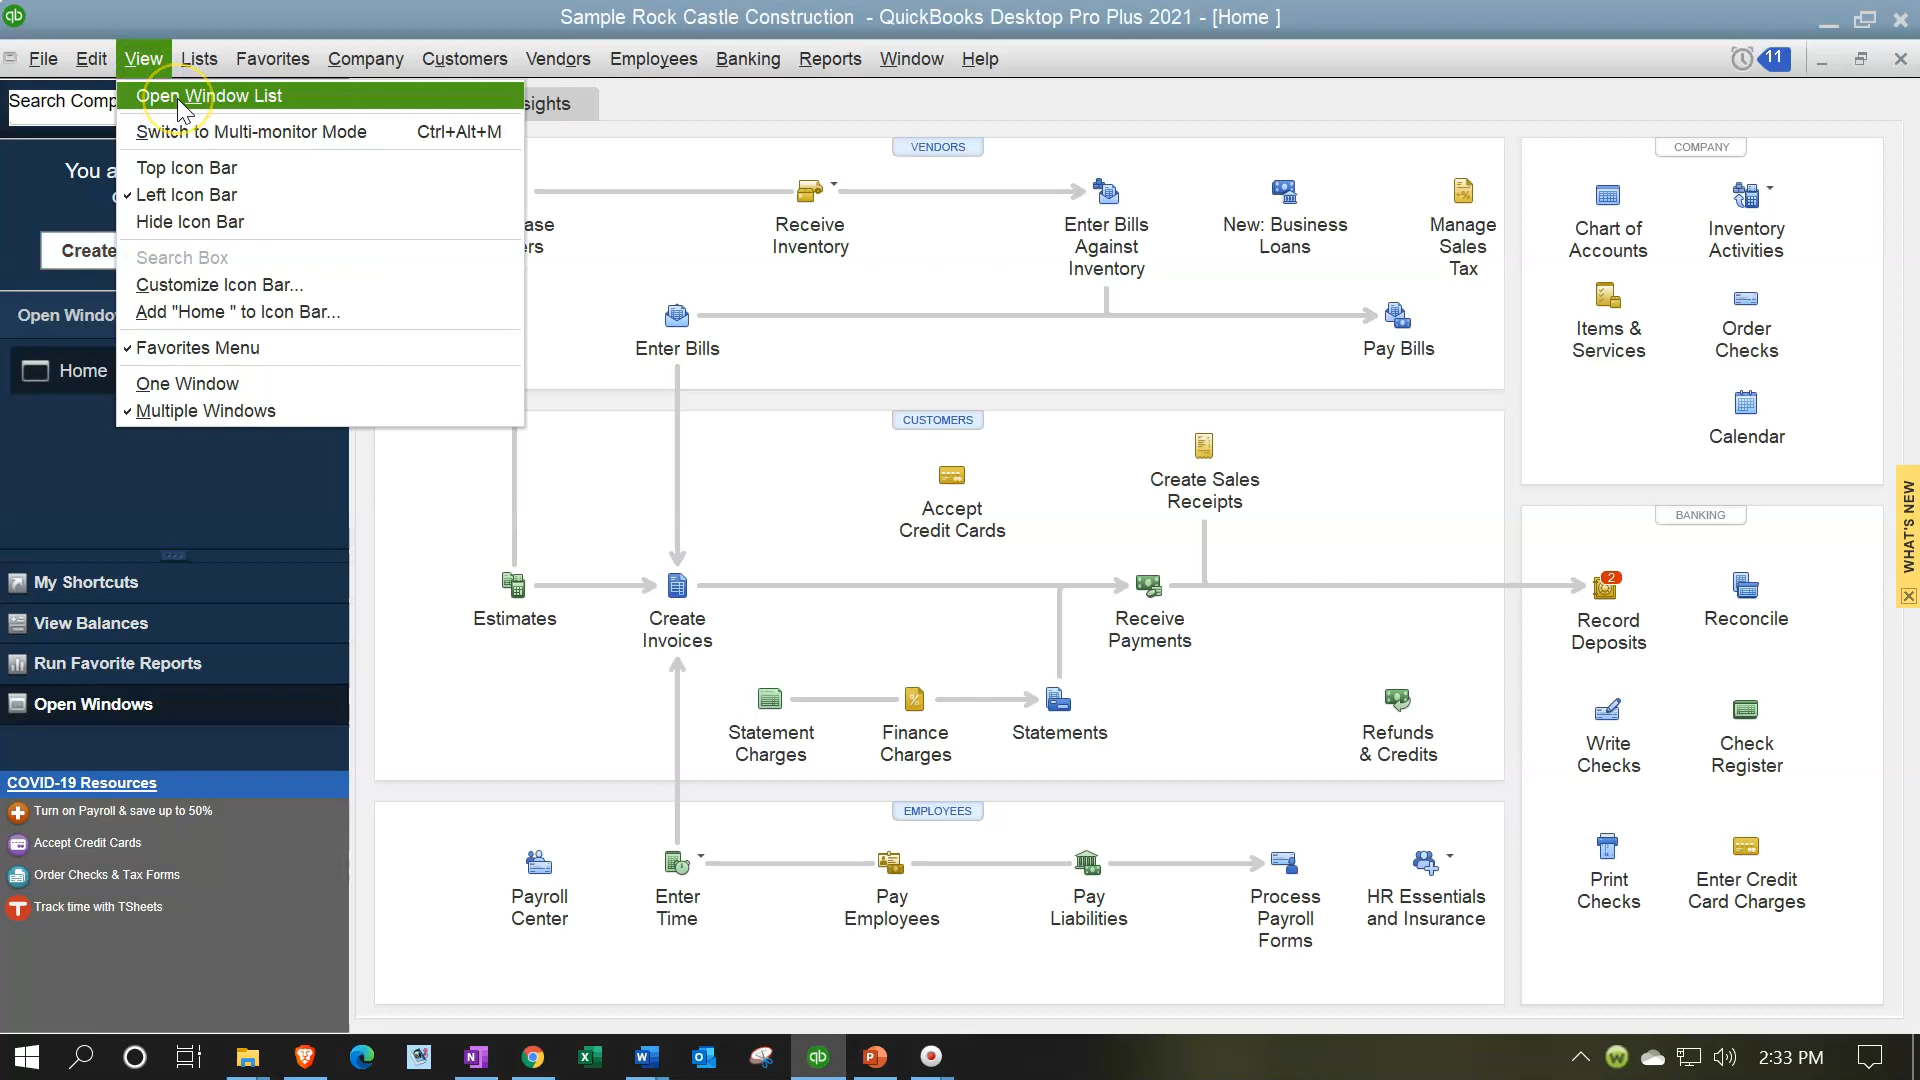 qb
Sample Rock Castle Construction - QuickBooks Desktop Pro Plus 2021 - [Home ]
File Edit View Lists Favorites Company Customers Vendors Employees Banking Reports Window Help
11
Search Comp
Open Window List
Switch to Multi-monitor Mode Ctrl+Alt+M
Top Icon Bar
Left Icon Bar
Hide Icon Bar
Search Box
Customize Icon Bar...
Add "Home " to Icon Bar...
Favorites Menu
One Window
Multiple Windows
You a
Create
Open Windo
Home
My Shortcuts
View Balances
Run Favorite Reports
Open Windows
COVID-19 Resources
Turn on Payroll & save up to 50%
Accept Credit Cards
Order Checks & Tax Forms
Track time with TSheets
sights
VENDORS
ase
rs
Receive
Inventory
Enter Bills
Against
Inventory
New: Business
Loans
Manage
Sales
Tax
Enter Bills
Pay Bills
CUSTOMERS
Accept
Credit Cards
Create Sales
Receipts
Estimates
Create
Invoices
Receive
Payments
Statement
Charges
Finance
Charges
Statements
Refunds
& Credits
EMPLOYEES
Payroll
Center
Enter
Time
Pay
Employees
Pay
Liabilities
Process
Payroll
Forms
HR Essentials
and Insurance
COMPANY
Chart of
Accounts
Inventory
Activities
Items &
Services
Order
Checks
Calendar
BANKING
2
Record
Deposits
Reconcile
Write
Checks
Check
Register
Print
Checks
Enter Credit
Card Charges
WHAT'S NEW
2:33 PM